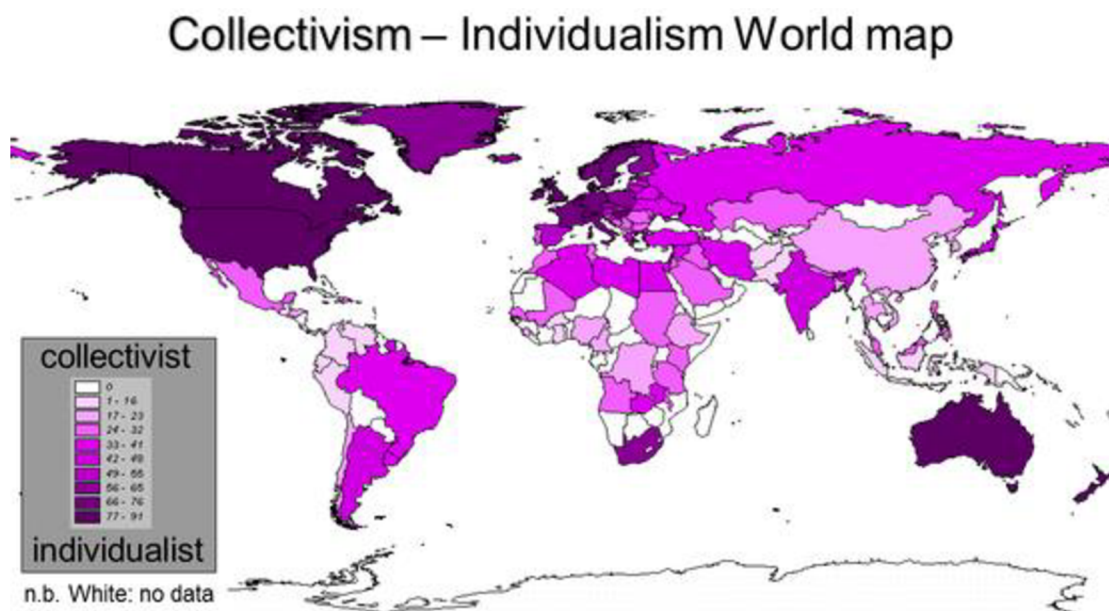 Collectivism – Individualism World map
collectivist
0
1 - 16
17 - 23
24 - 32
33 - 41
42 - 48
49 - 55
56 - 65
66 - 76
77 - 91
individualist
n.b. White: no data